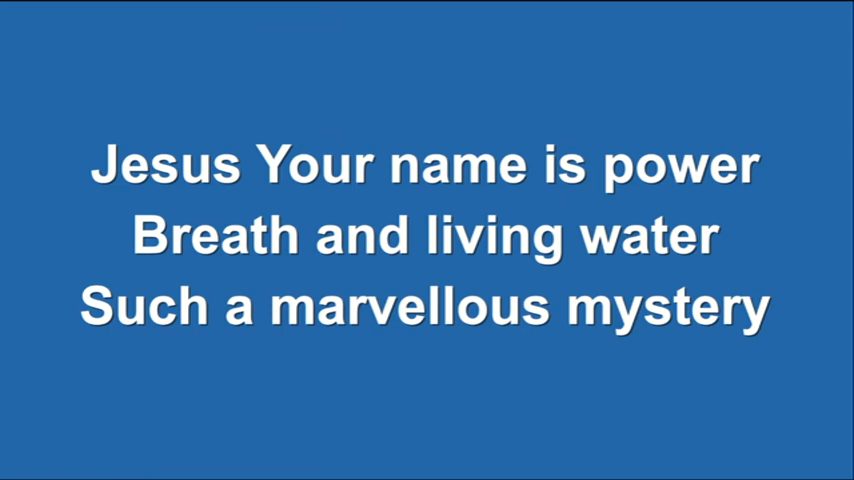 Jesus Your name is power
Breath and living water
Such a marvellous mystery